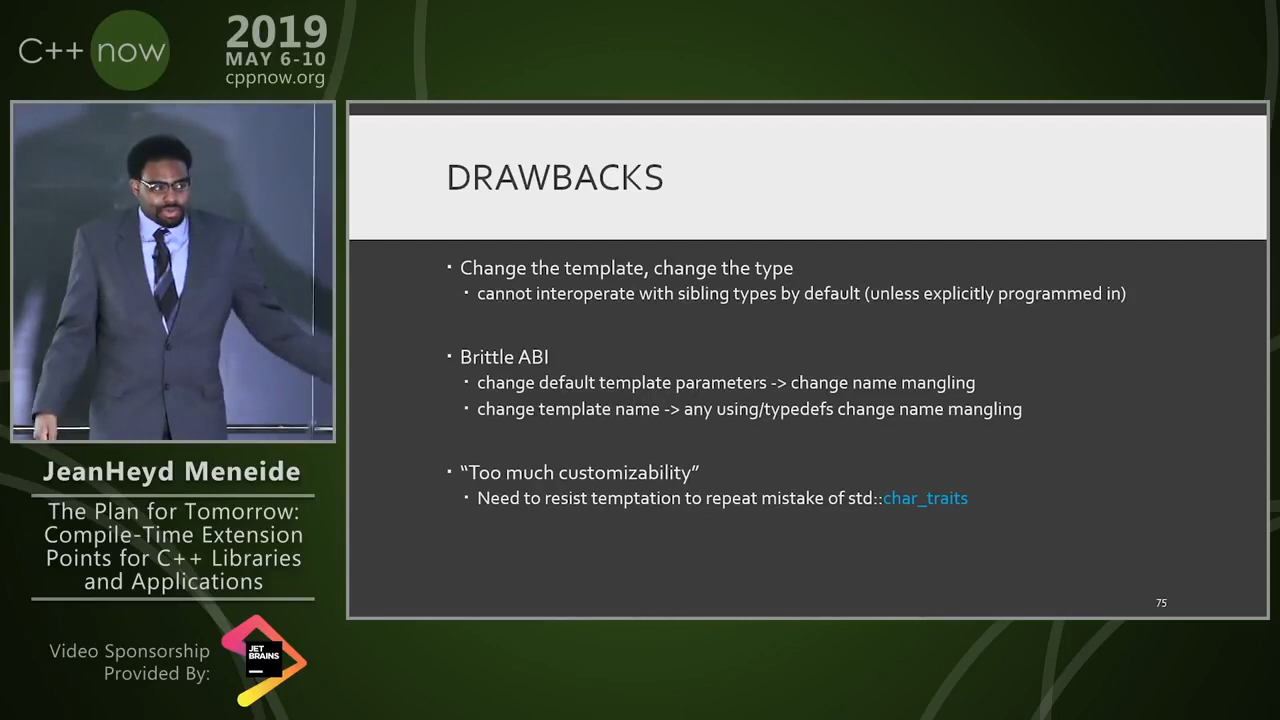 C++ now
2019
MAY 6-10
cppnow.org
DRAWBACKS
▪ Change the template, change the type
▪ cannot interoperate with sibling types by default (unless explicitly programmed in)
▪ Brittle ABI
▪ change default template parameters -> change name mangling
▪ change template name -> any using/typedefs change name mangling
▪ “Too much customizability”
▪ Need to resist temptation to repeat mistake of std::char_traits
75
JeanHeyd Meneide
The Plan for Tomorrow:
Compile-Time Extension
Points for C++ Libraries
and Applications
Video Sponsorship
Provided By:
JET
BRAINS